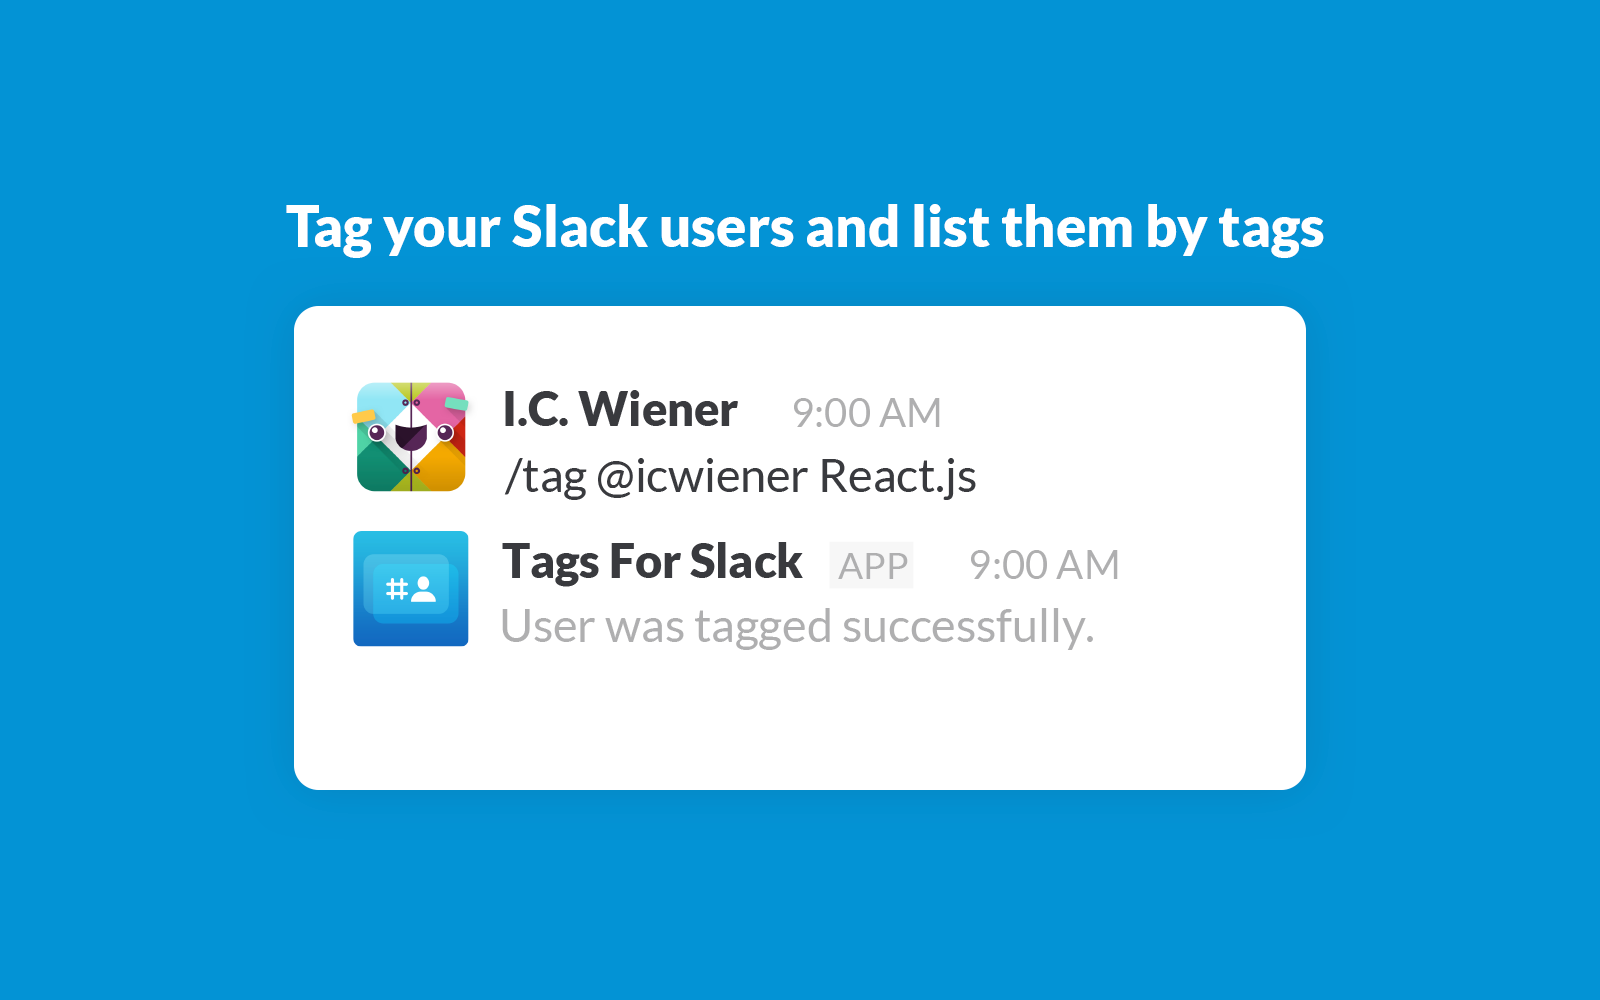 Tag your Slack users and list them by tags
I.C. Wiener 9:00 AM
/tag @icwiener React.js
Tags For Slack APP 9:00 AM
User was tagged successfully.